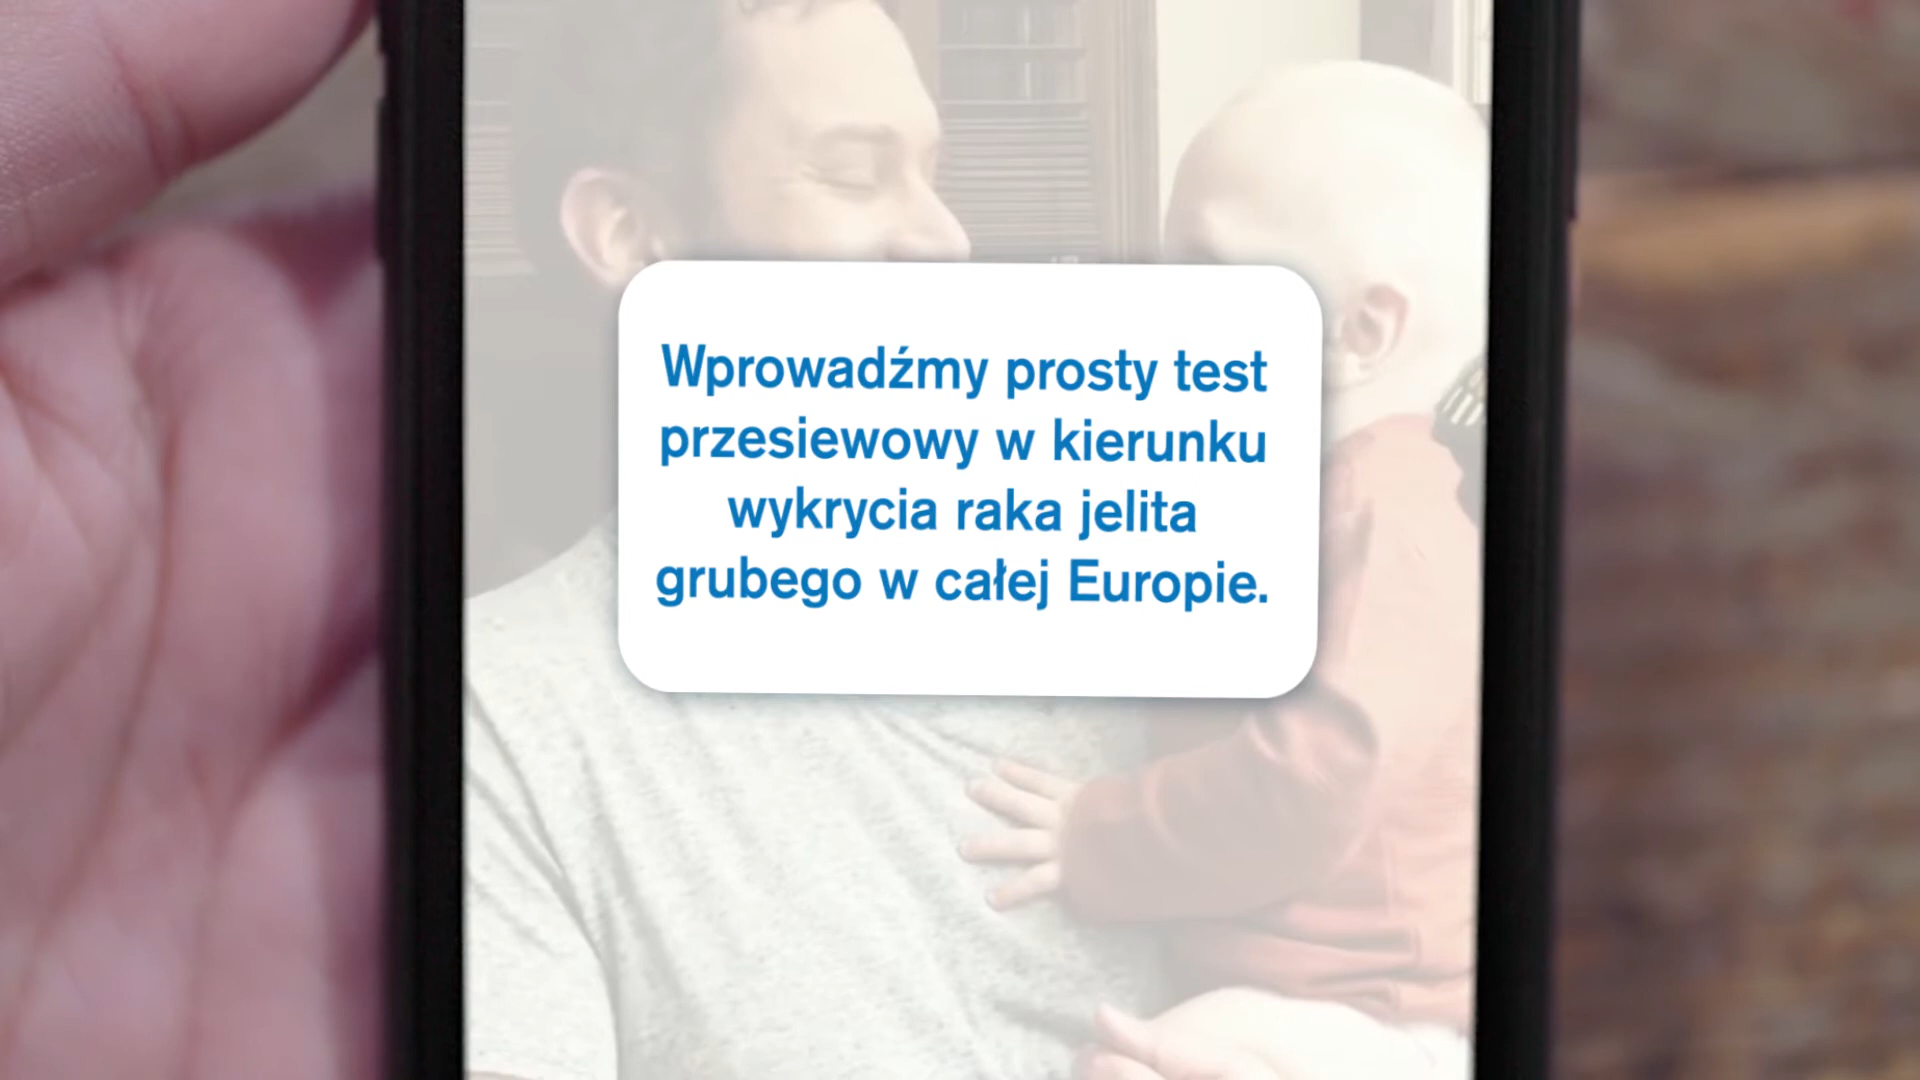 Wprowadźmy prosty test
przesiewowy w kierunku
wykrycia raka jelita
grubego w całej Europie.